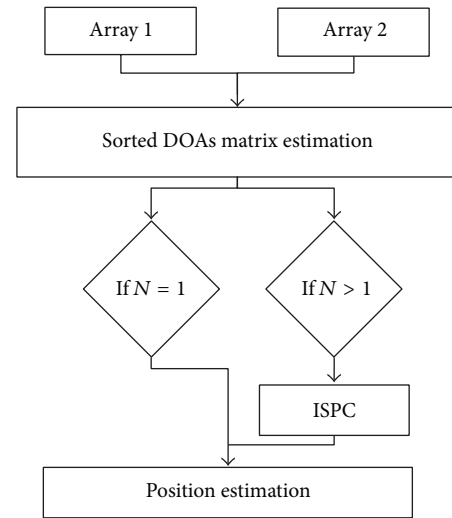 Array 1
Array 2
Sorted DOAs matrix estimation
If N = 1
If N > 1
ISPC
Position estimation